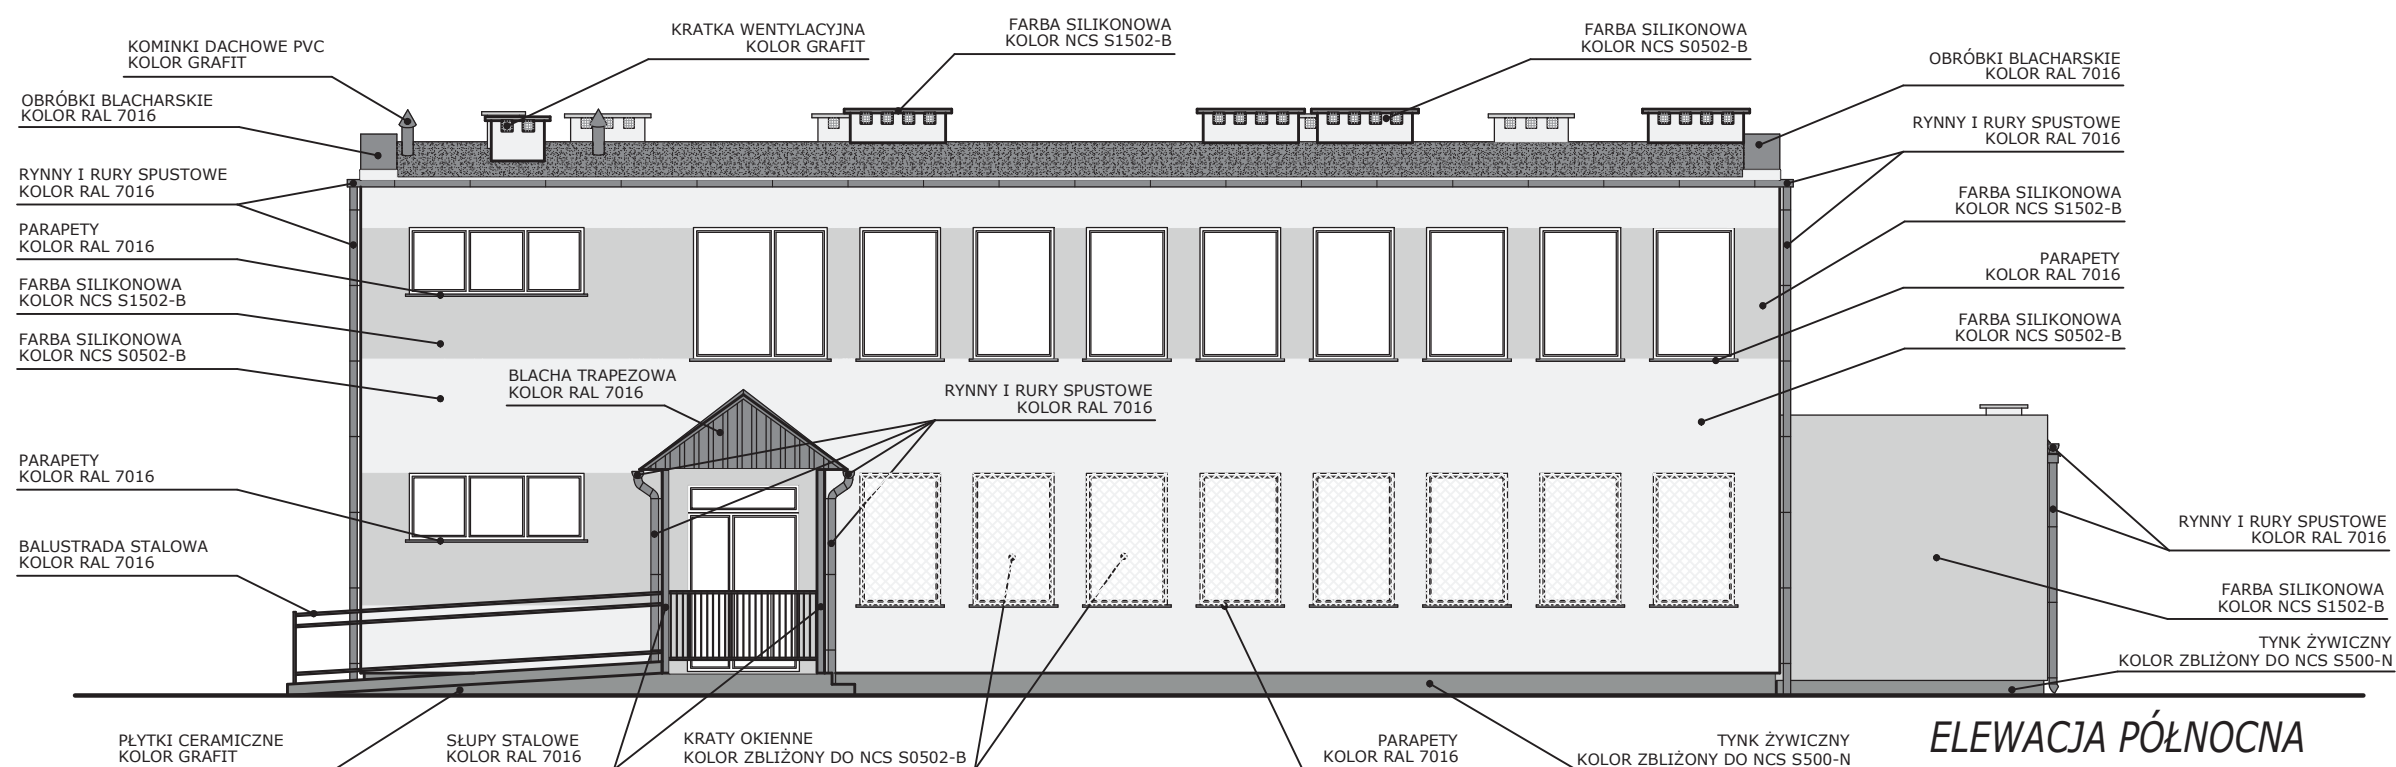 KOMINKI DACHOWE PVC
KOLOR GRAFIT
KRATKA WENTYLACYJNA
KOLOR GRAFIT
FARBA SILIKONOWA
KOLOR NCS S1502-B
FARBA SILIKONOWA
KOLOR NCS S0502-B
OBRÓBKI BLACHARSKIE
KOLOR RAL 7016
OBRÓBKI BLACHARSKIE
KOLOR RAL 7016
RYNNY I RURY SPUSTOWE
KOLOR RAL 7016
RYNNY I RURY SPUSTOWE
KOLOR RAL 7016
FARBA SILIKONOWA
KOLOR NCS S1502-B
PARAPETY
KOLOR RAL 7016
PARAPETY
KOLOR RAL 7016
FARBA SILIKONOWA
KOLOR NCS S1502-B
FARBA SILIKONOWA
KOLOR NCS S0502-B
FARBA SILIKONOWA
KOLOR NCS S0502-B
BLACHA TRAPEZOWA
KOLOR RAL 7016
RYNNY I RURY SPUSTOWE
KOLOR RAL 7016
PARAPETY
KOLOR RAL 7016
BALUSTRADA STALOWA
KOLOR RAL 7016
RYNNY I RURY SPUSTOWE
KOLOR RAL 7016
FARBA SILIKONOWA
KOLOR NCS S1502-B
TYNK ŻYWICZNY
KOLOR ZBLIŻONY DO NCS S500-N
PŁYTKI CERAMICZNE
KOLOR GRAFIT
SŁUPY STALOWE
KOLOR RAL 7016
KRATY OKIENNE
KOLOR ZBLIŻONY DO NCS S0502-B
PARAPETY
KOLOR RAL 7016
TYNK ŻYWICZNY
KOLOR ZBLIŻONY DO NCS S500-N
ELEWACJA PÓŁNOCNA